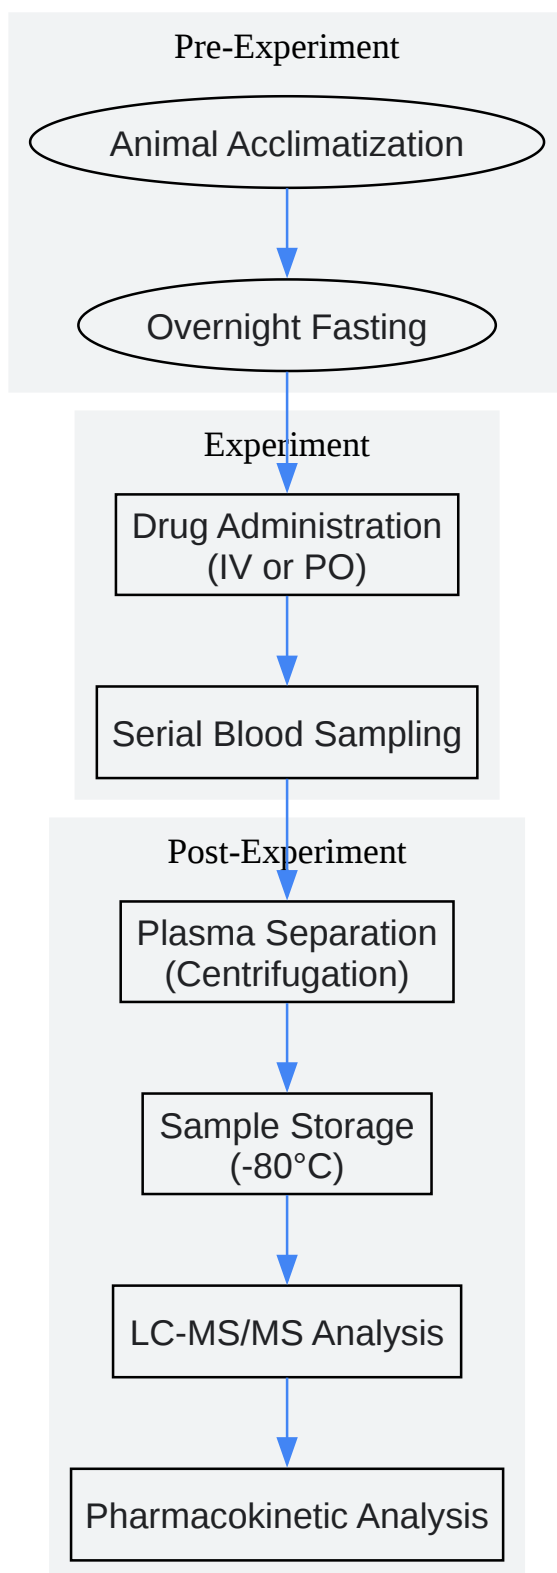 Pre-Experiment
Animal Acclimatization
Overnight Fasting
Experiment
Drug Administration
(IV or PO)
Serial Blood Sampling
Post-Experiment
Plasma Separation
(Centrifugation)
Sample Storage
(-80°C)
LC-MS/MS Analysis
Pharmacokinetic Analysis